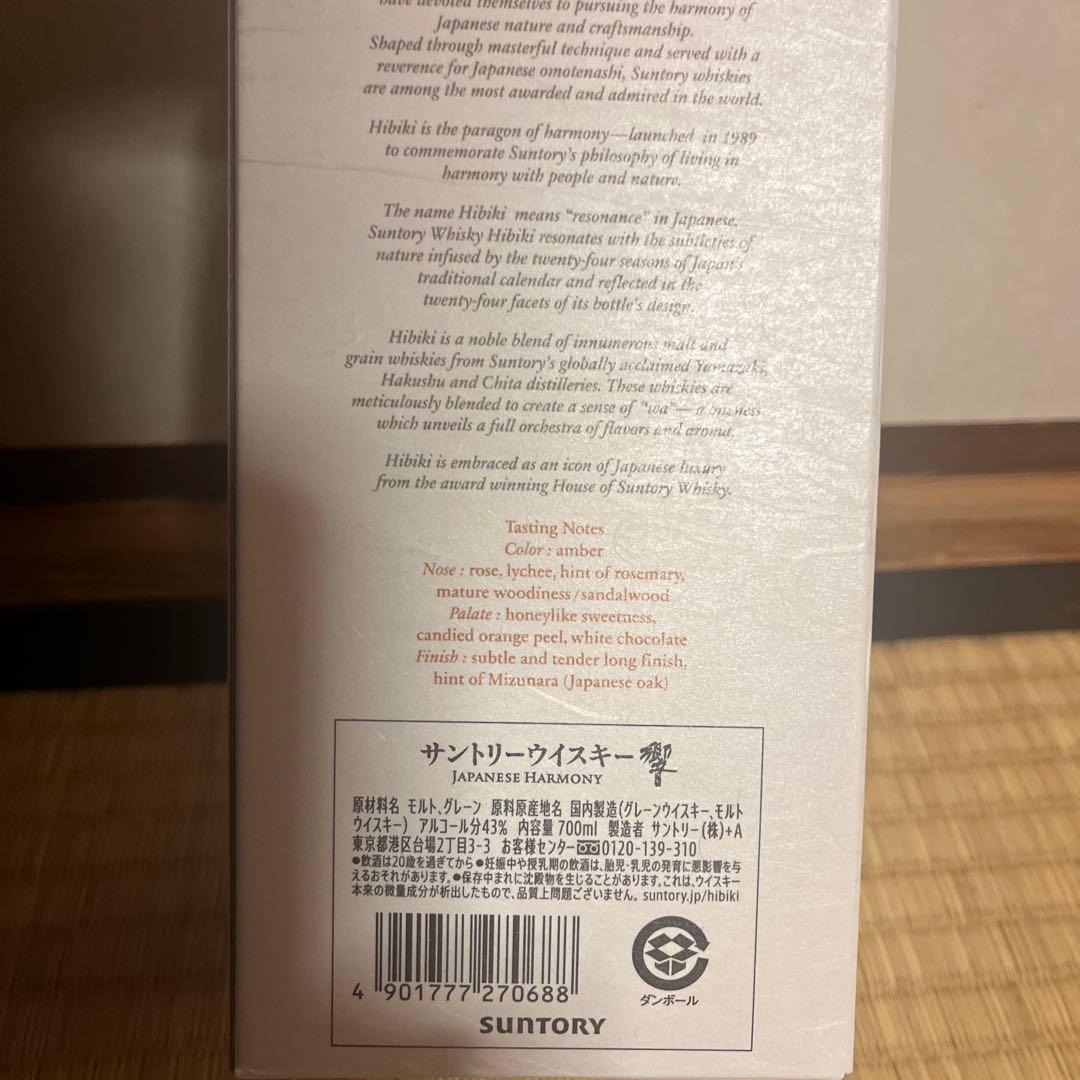 have devoted themselves to pursuing the harmony of
Japanese nature and craftsmanship.
Shaped through masterful technique and served with a
reverence for Japanese omotenashi, Suntory whiskies
are among the most awarded and admired in the world.
Hibiki is the paragon of harmony—launched in 1989
to commemorate Suntory's philosophy of living in
harmony with people and nature.
The name Hibiki means "resonance" in Japanese.
Suntory Whisky Hibiki resonates with the subtleties of
nature infused by the twenty-four seasons of Japan's
traditional calendar and reflected in the
twenty-four facets of its bottle's design.
Hibiki is a noble blend of innumerous malt and
grain whiskies from Suntory's globally acclaimed Yamazaki,
Hakushu and Chita distilleries. These whiskies are
meticulously blended to create a sense of "wa"—a oneness
which unveils a full orchestra of flavors and aromas.
Hibiki is embraced as an icon of Japanese luxury
from the award winning House of Suntory Whisky.
Tasting Notes
Color : amber
Nose : rose, lychee, hint of rosemary,
mature woodiness/sandalwood
Palate : honeylike sweetness,
candied orange peel, white chocolate
Finish : subtle and tender long finish,
hint of Mizunara (Japanese oak)
サントリーウイスキー 響
JAPANESE HARMONY
原材料名 モルト、グレーン 原料原産地名 国内製造(グレーンウイスキー、モルト
ウイスキー) アルコール分43% 内容量 700ml 製造者 サントリー(株)+A
東京都港区台場2丁目3-3 お客様センター 0120-139-310
●飲酒は20歳を過ぎてから ●妊娠中や授乳期の飲酒は、胎児・乳児の発育に悪影響を与
えるおそれがあります。●保存中まれに沈殿物を生じることがあります。これは、ウイスキー
本来の微量成分が析出したもので、品質上問題ございません。 suntory.jp/hibiki
4 901777 270688
ダンボール
SUNTORY